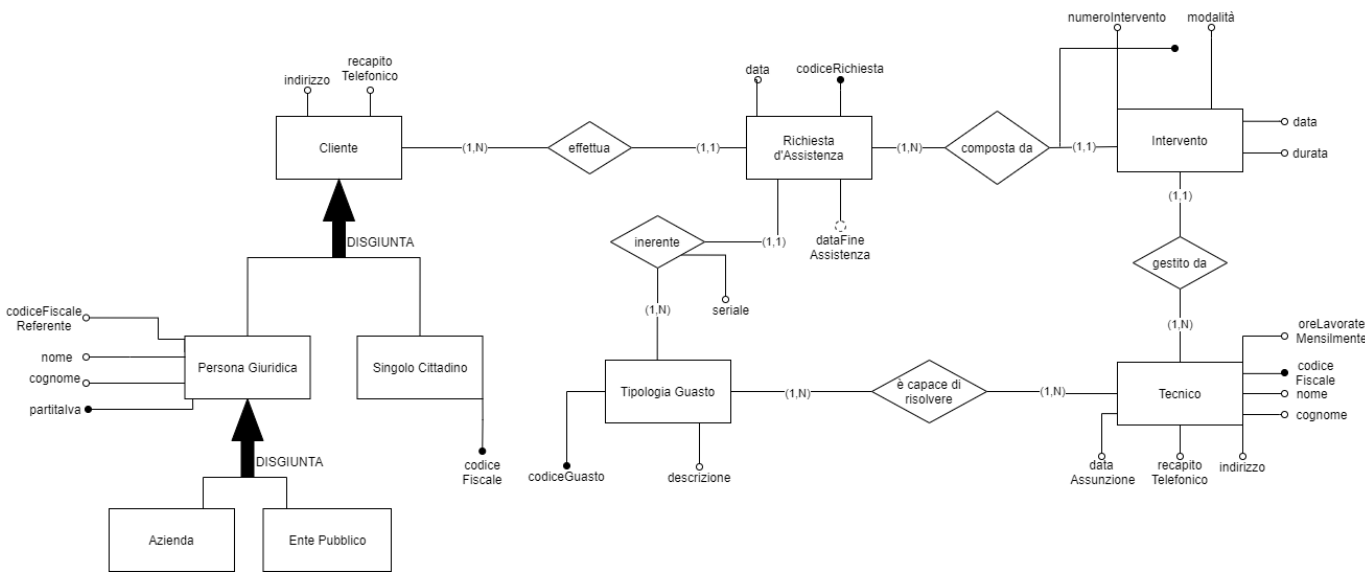 numeroIntervento
modalità
recapito
Telefonico
indirizzo
data
codiceRichiesta
Cliente
(1,N)
effettua
(1,1)
Richiesta
d'Assistenza
(1,N)
composta da
(1,1)
Intervento
data
durata
(1,1)
DISGIUNTA
inerente
(1,1)
dataFine
Assistenza
gestito da
seriale
(1,N)
(1,N)
codiceFiscale
Referente
nome
cognome
partitaIva
Persona Giuridica
Singolo Cittadino
Tipologia Guasto
(1,N)
è capace di
risolvere
(1,N)
Tecnico
oreLavorate
Mensilmente
codice
Fiscale
nome
cognome
DISGIUNTA
codice
Fiscale
codiceGuasto
descrizione
data
Assunzione
recapito
Telefonico
indirizzo
Azienda
Ente Pubblico